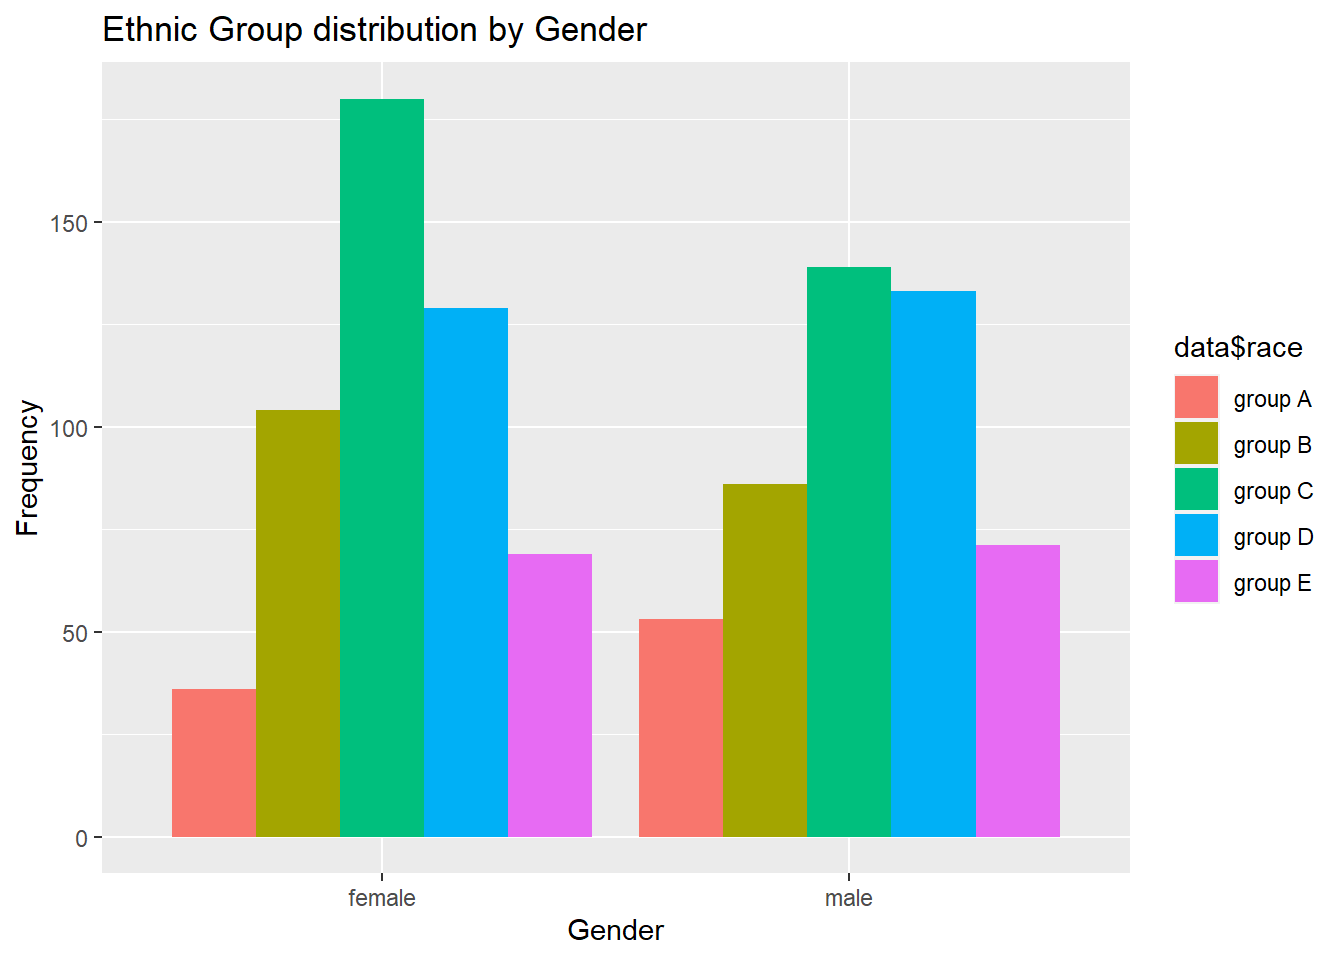 Ethnic Group distribution by Gender
150
100
50
0
Frequency
female
male
Gender
data$race
group A
group B
group C
group D
group E